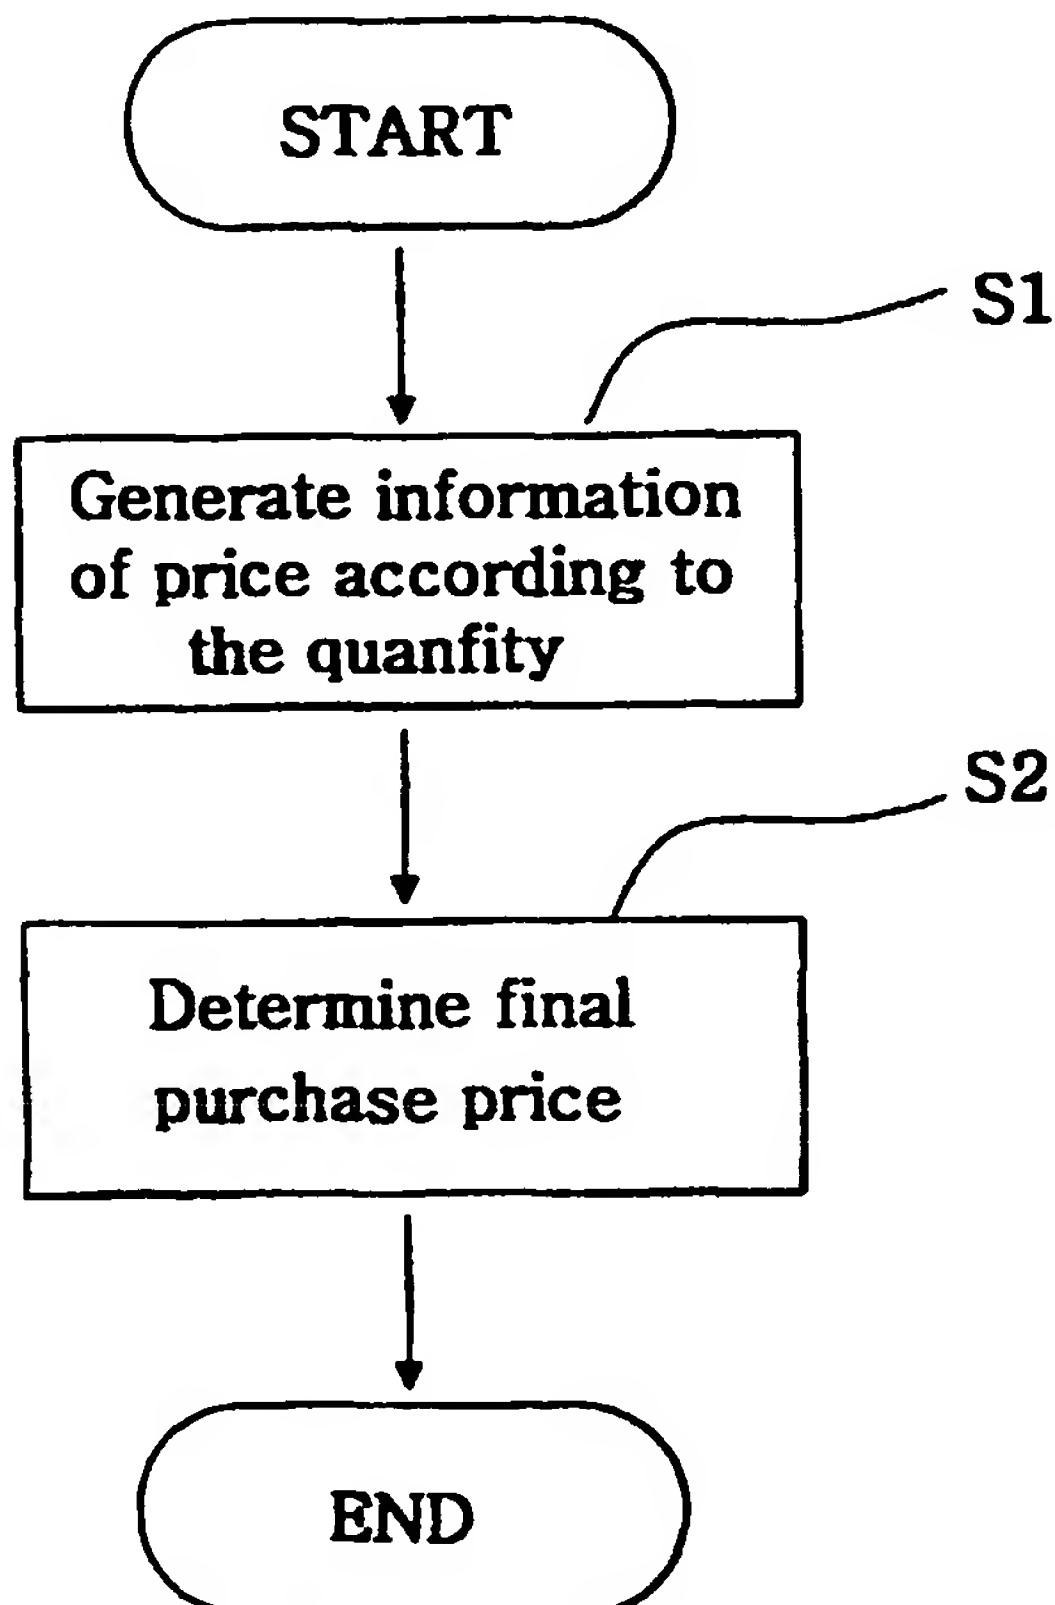 START
S1
Generate information
of price according to
the quanfity
S2
Determine final
purchase price
END